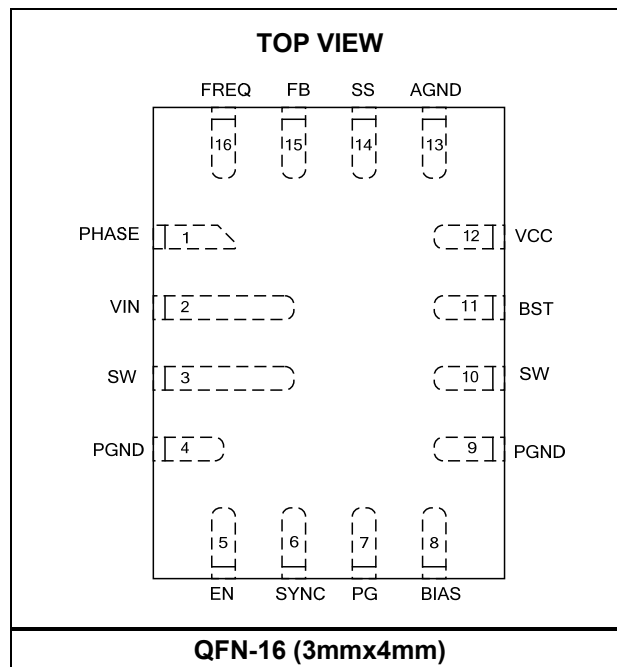 TOP VIEW
FREQ FB SS AGND
16 15 14 13
PHASE 1 12 VCC
VIN 2 11 BST
SW 3 10 SW
PGND 4 9 PGND
5 6 7 8
EN SYNC PG BIAS
QFN-16 (3mmx4mm)